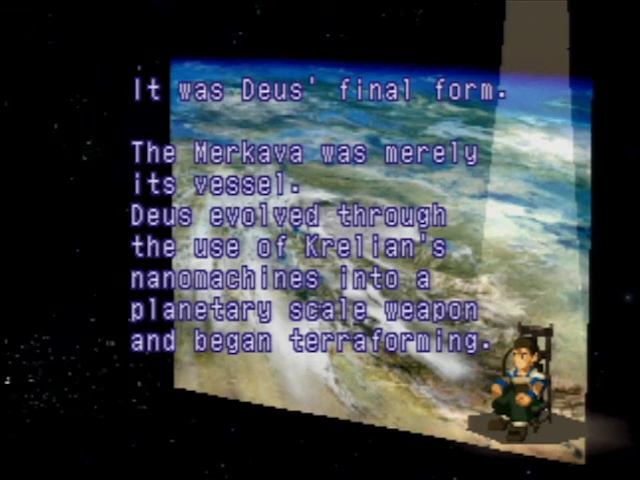 It was Deus' final form.
The Merkava was merely
its vessel.
Deus evolved through
the use of Krelian's
nanomachines into a
planetary scale weapon
and began terraforming.